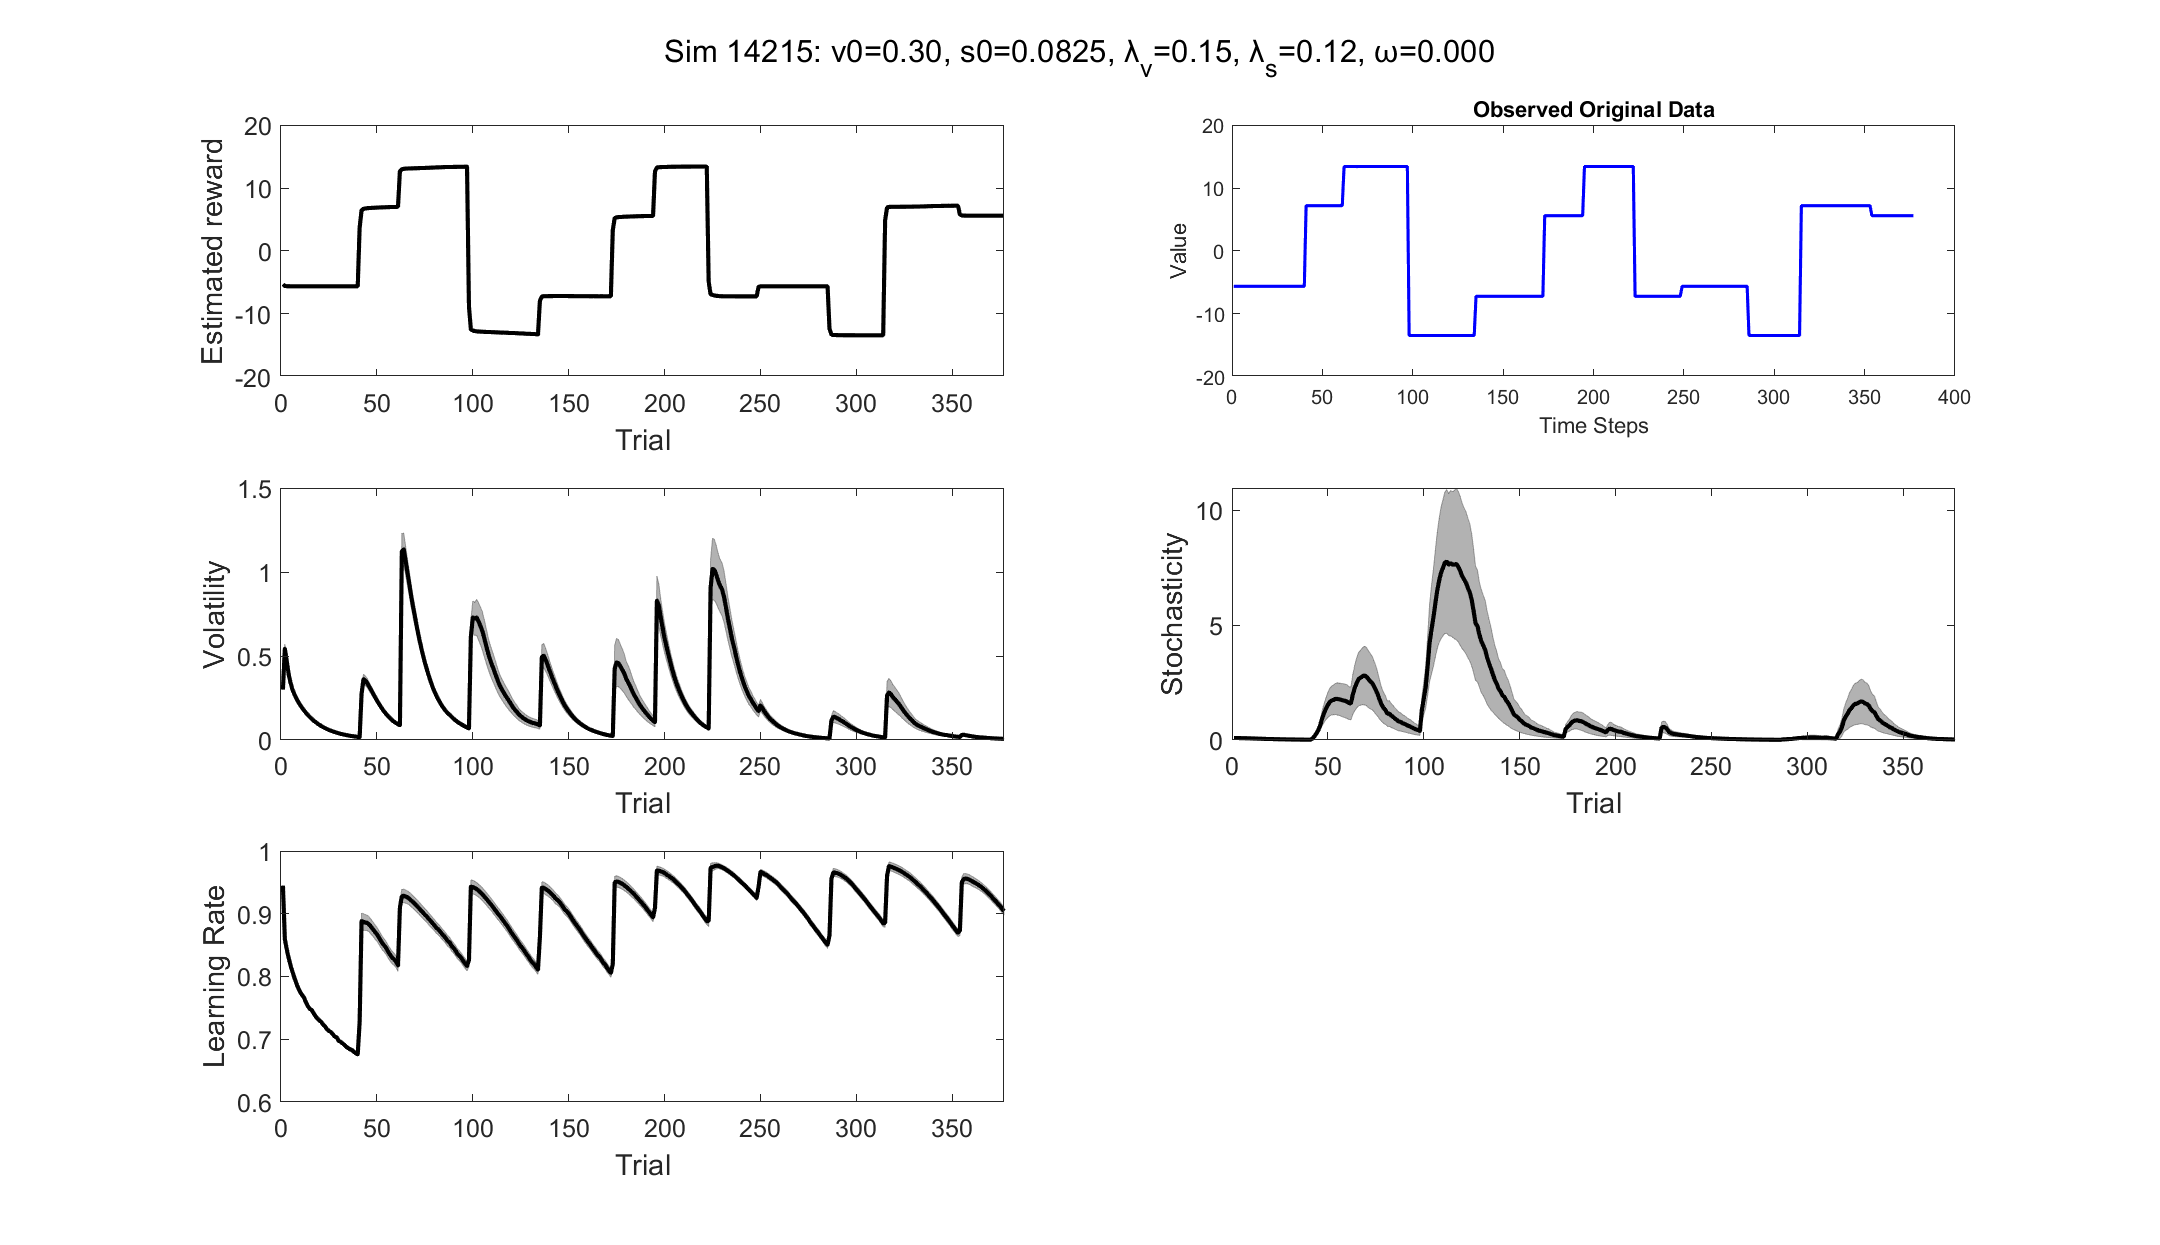 Sim 14215: v0=0.30, s0=0.0825, λ_v=0.15, λ_s=0.12, ω=0.000
Estimated reward
20
10
0
-10
-20
0 50 100 150 200 250 300 350
Trial
Observed Original Data
Value
20
10
0
-10
-20
0 50 100 150 200 250 300 350 400
Time Steps
Volatility
1.5
1
0.5
0
0 50 100 150 200 250 300 350
Trial
Stochasticity
10
5
0
0 50 100 150 200 250 300 350
Trial
Learning Rate
1
0.9
0.8
0.7
0.6
0 50 100 150 200 250 300 350
Trial